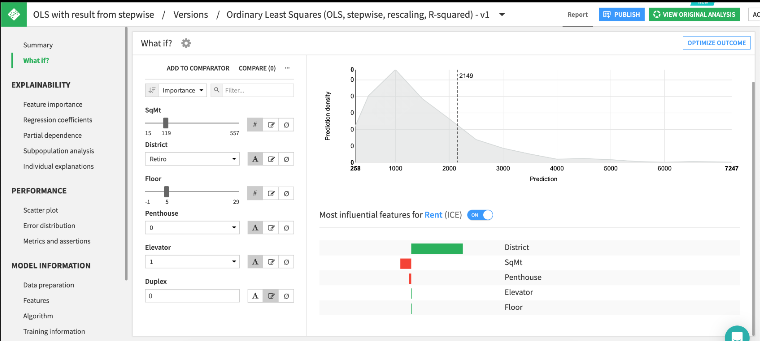 OLS with result from stepwise / Versions / Ordinary Least Squares (OLS, stepwise, rescaling, R-squared) - v1
Report
PUBLISH
VIEW ORIGINAL ANALYSIS
AC
Summary
What if?
EXPLAINABILITY
Feature importance
Regression coefficients
Partial dependence
Subpopulation analysis
Individual explanations
PERFORMANCE
Scatter plot
Error distribution
Metrics and assertions
MODEL INFORMATION
Data preparation
Features
Algorithm
Training information
What if?
OPTIMIZE OUTCOME
ADD TO COMPARATOR COMPARE (0) ...
Importance
Filter...
SqMt
15 119 557
#
District
Retiro
A
Floor
-1 5 29
#
Penthouse
0
A
Elevator
1
A
Duplex
0
A
Prediction density
0
0
0
0
0
0
2149
258 1000 2000 3000 4000 5000 6000 7247
Prediction
Most influential features for Rent (ICE) ON
District
SqMt
Penthouse
Elevator
Floor